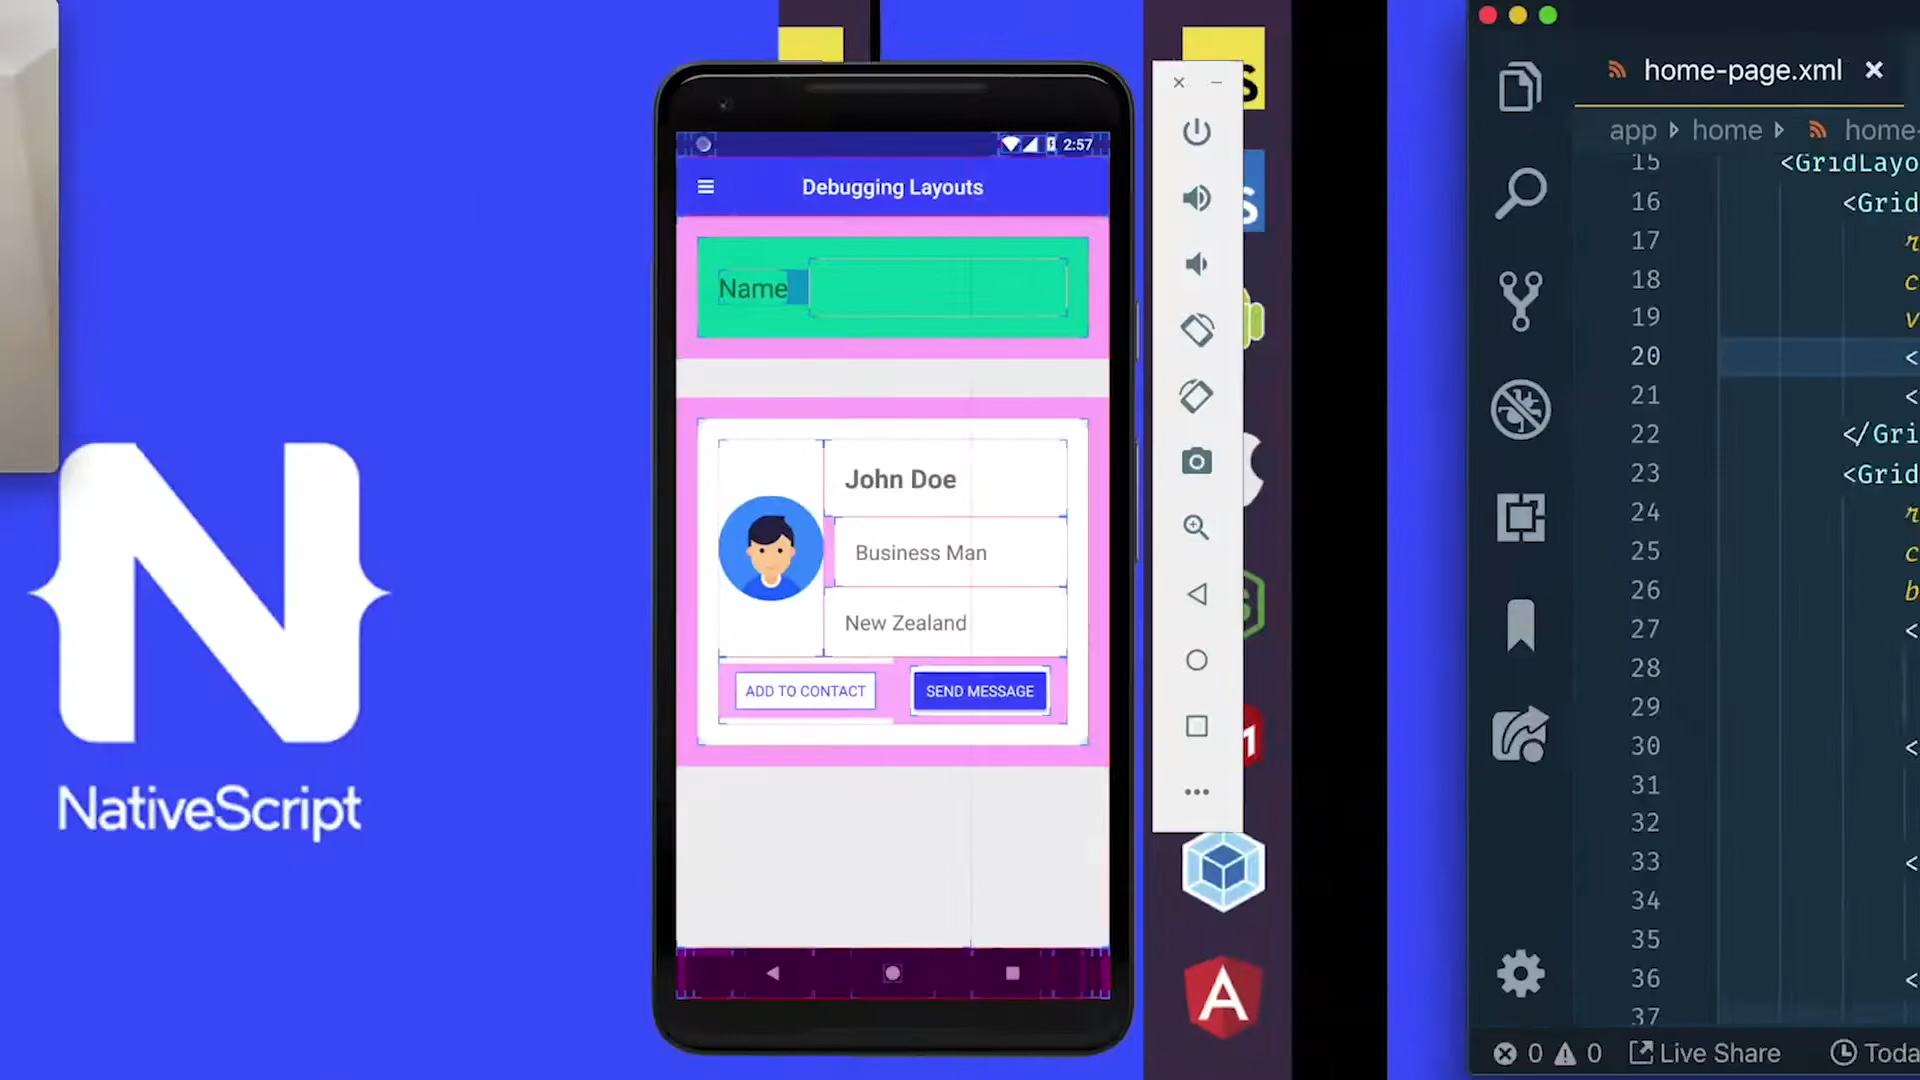 NativeScript
2:57
Debugging Layouts
Name
John Doe
Business Man
New Zealand
ADD TO CONTACT
SEND MESSAGE
home-page.xml
app home home-
15 <GridLayo
16 <Grid
17 r
18 c
19 v
20 <
21 <
22 </Gri
23 <Grid
24 r
25 c
26 b
27 <
28
29
30 <
31
32
33 <
34
35
36 <
37
0 0 Live Share Toda